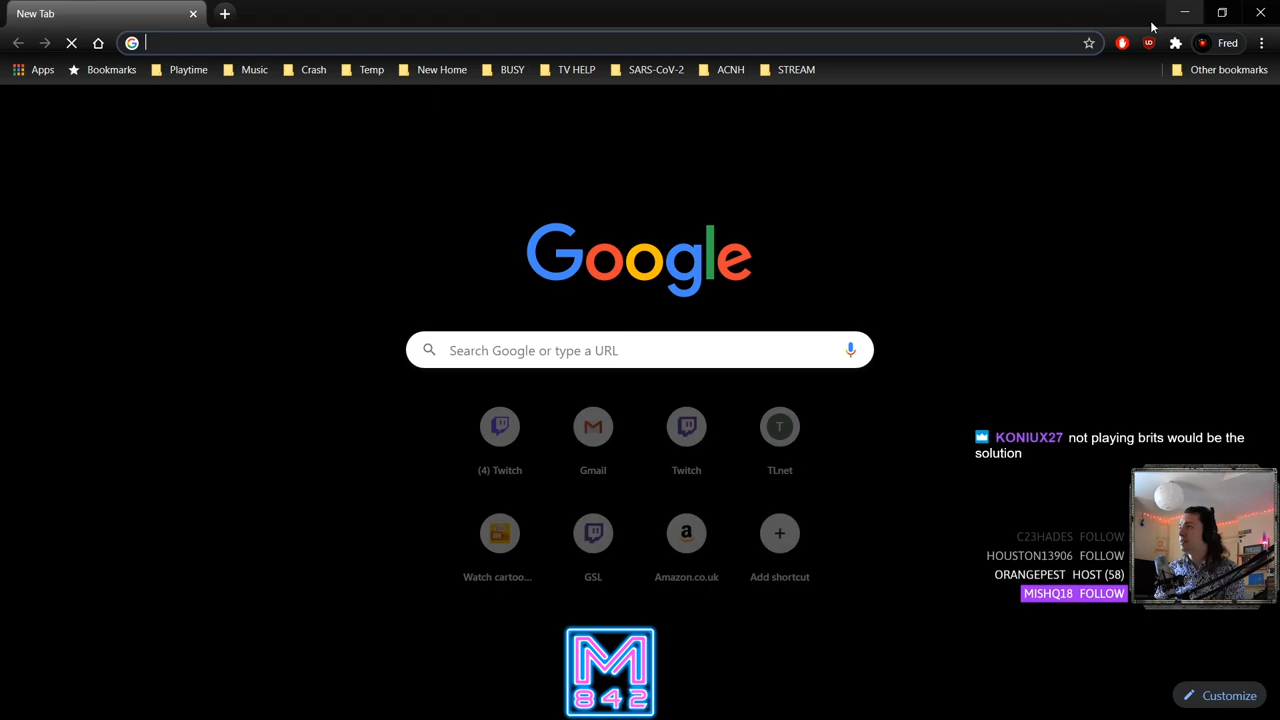 New Tab
Fred
Apps Bookmarks Playtime Music Crash Temp New Home BUSY TV HELP SARS-CoV-2 ACNH STREAM Other bookmarks
Google
Search Google or type a URL
(4) Twitch Gmail Twitch TLnet
T
Watch cartoo... GSL Amazon.co.uk Add shortcut
KONIUX27 not playing brits would be the
solution
C23HADES FOLLOW
HOUSTON13906 FOLLOW
ORANGEPEST HOST (58)
MISHQ18 FOLLOW
M
842
Customize